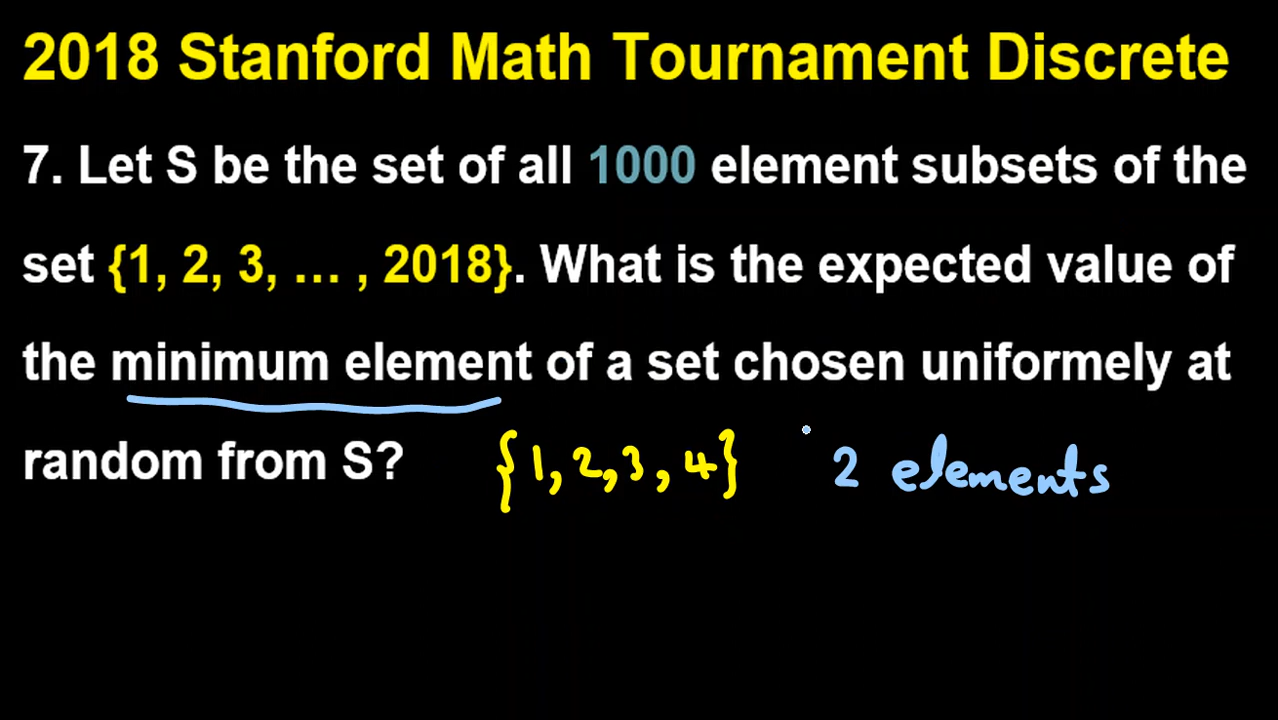 2018 Stanford Math Tournament Discrete
7. Let S be the set of all 1000 element subsets of the
set {1, 2, 3, … , 2018}. What is the expected value of
the minimum element of a set chosen uniformely at
random from S? {1, 2, 3, 4} 2 elements